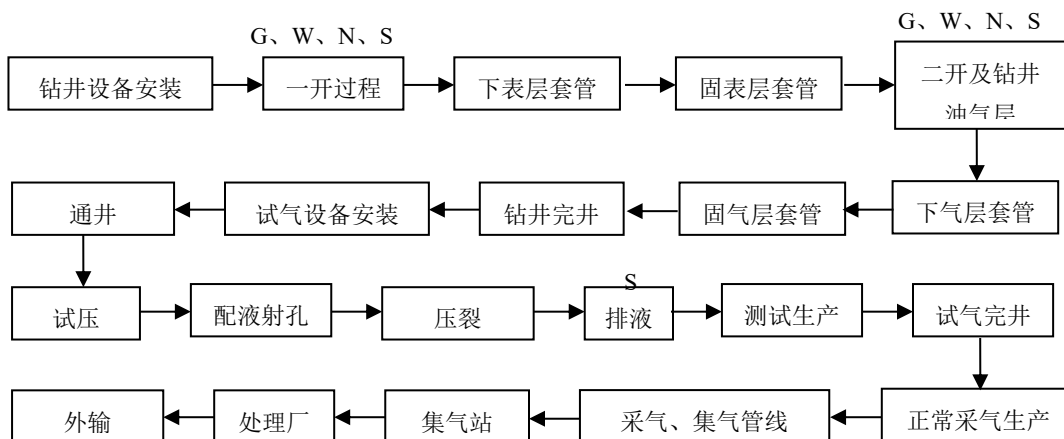 G、W、N、S
G、W、N、S
钻井设备安装
一开过程
下表层套管
固表层套管
二开及钻井
油气层
通井
试气设备安装
钻井完井
固气层套管
下气层套管
S
试压
配液射孔
压裂
排液
测试生产
试气完井
外输
处理厂
集气站
采气、集气管线
正常采气生产